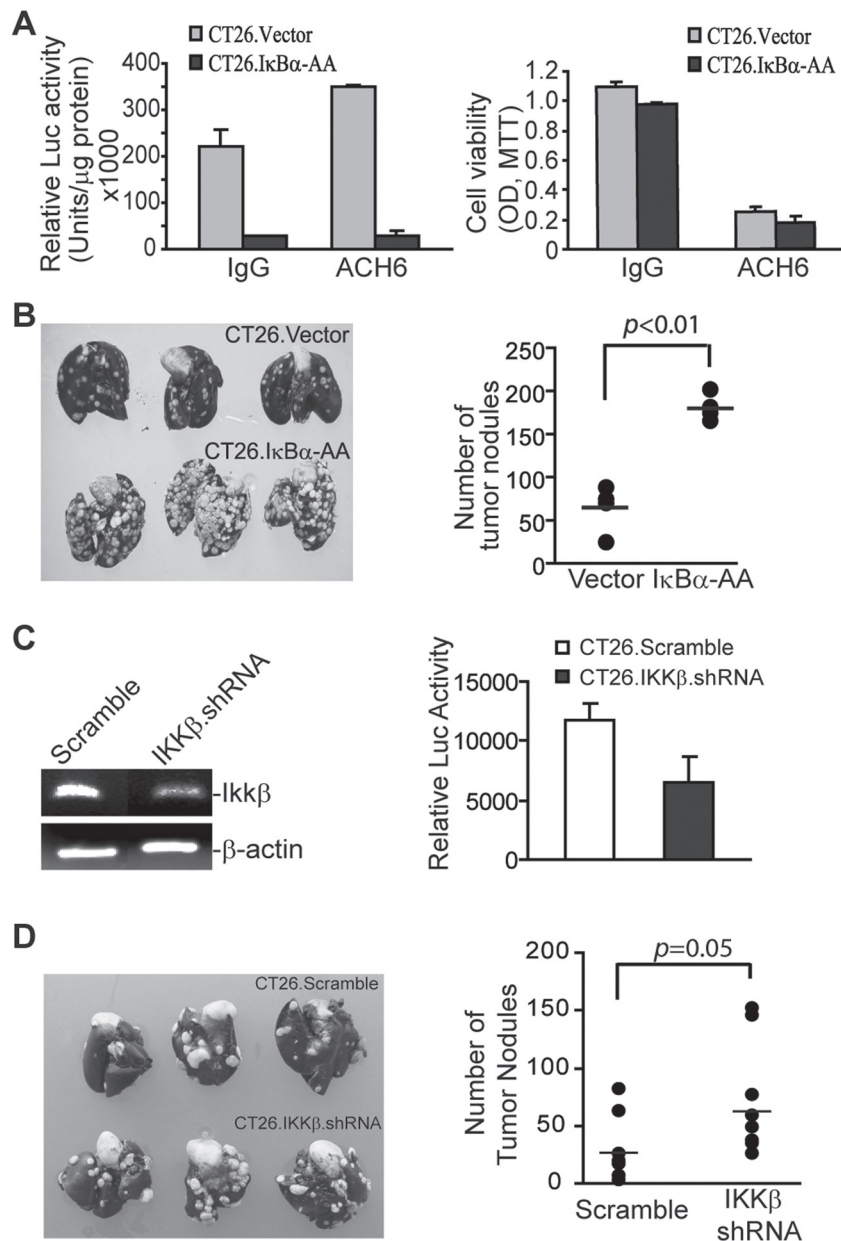 A
CT26.Vector
CT26.IκBα-AA
Relative Luc activity
(Units/μg protein)
x1000
400
300
200
100
0
IgG
ACH6
CT26.Vector
CT26.IκBα-AA
Cell viability
(OD, MTT)
1.2
1.0
0.8
0.6
0.4
0.2
0
IgG
ACH6
B
CT26.Vector
CT26.IκBα-AA
p<0.01
Number of
tumor nodules
250
200
150
100
50
0
Vector IκBα-AA
C
Scramble
IKKβ.shRNA
-Ikkβ
-β-actin
CT26.Scramble
CT26.IKKβ.shRNA
Relative Luc Activity
15000
10000
5000
0
D
CT26.Scramble
CT26.IKKβ.shRNA
p=0.05
Number of
Tumor Nodules
200
150
100
50
0
Scramble
IKKβ
shRNA